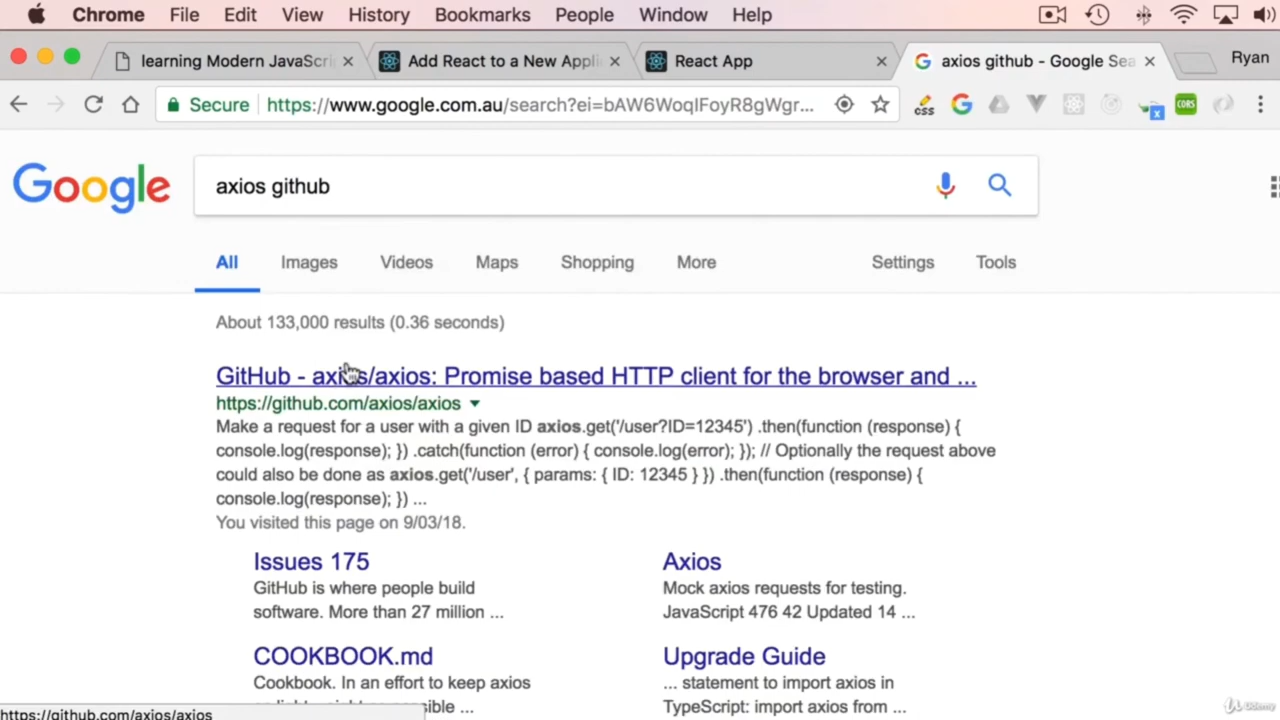 Chrome File Edit View History Bookmarks People Window Help
learning Modern JavaScri
Add React to a New Appli
React App
axios github - Google Sea
Ryan
Secure https://www.google.com.au/search?ei=bAW6WoqIFoyR8gWgr...
css
CORS
Google
axios github
All Images Videos Maps Shopping More Settings Tools
About 133,000 results (0.36 seconds)
GitHub - axios/axios: Promise based HTTP client for the browser and ...
https://github.com/axios/axios
Make a request for a user with a given ID axios.get('/user?ID=12345') .then(function (response) {
console.log(response); }) .catch(function (error) { console.log(error); }); // Optionally the request above
could also be done as axios.get('/user', { params: { ID: 12345 } }) .then(function (response) {
console.log(response); }) ...
You visited this page on 9/03/18.
Issues 175
GitHub is where people build
software. More than 27 million ...
Axios
Mock axios requests for testing.
JavaScript 476 42 Updated 14 ...
COOKBOOK.md
Cookbook. In an effort to keep axios
Upgrade Guide
... statement to import axios in
TypeScript: import axios from
https://github.com/axios/axios
Udemy